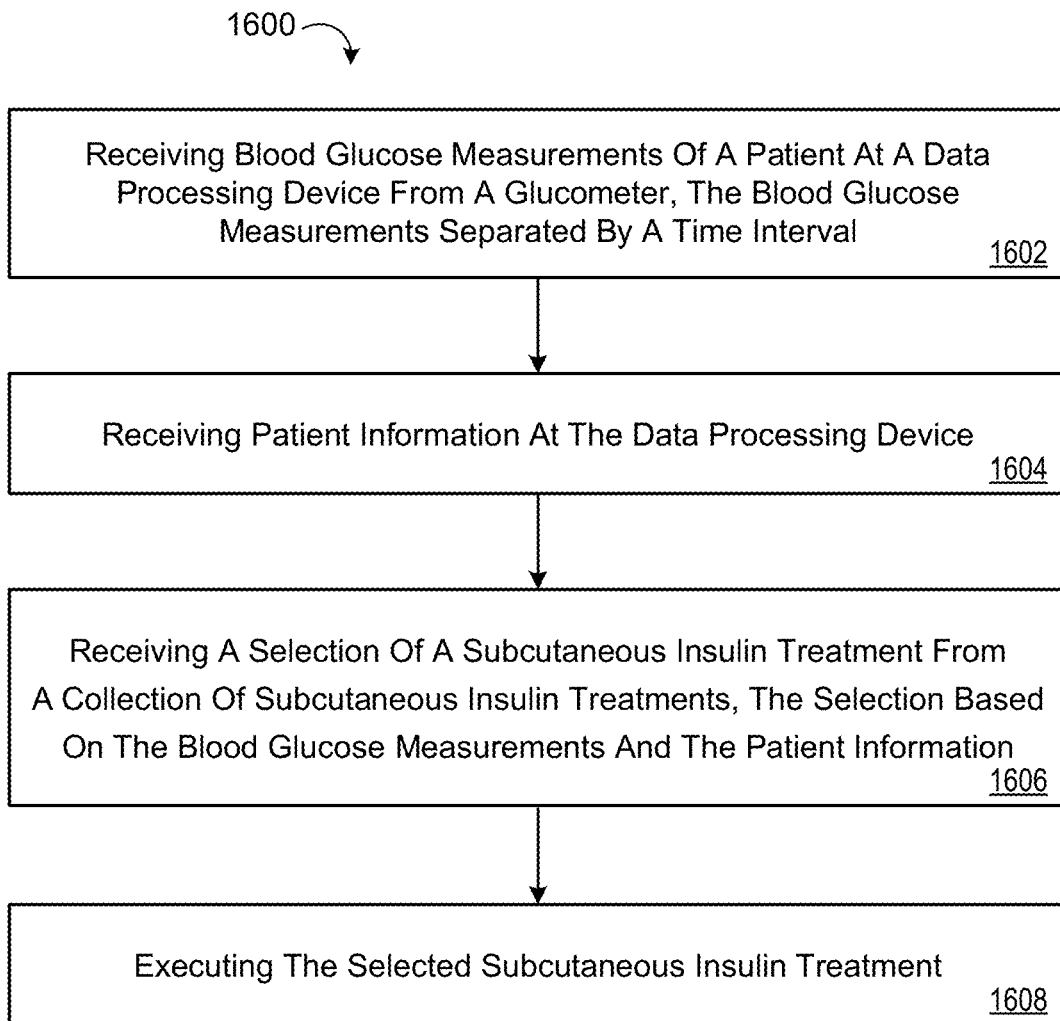 1600
Receiving Blood Glucose Measurements Of A Patient At A Data
Processing Device From A Glucometer, The Blood Glucose
Measurements Separated By A Time Interval
1602
Receiving Patient Information At The Data Processing Device
1604
Receiving A Selection Of A Subcutaneous Insulin Treatment From
A Collection Of Subcutaneous Insulin Treatments, The Selection Based
On The Blood Glucose Measurements And The Patient Information
1606
Executing The Selected Subcutaneous Insulin Treatment
1608